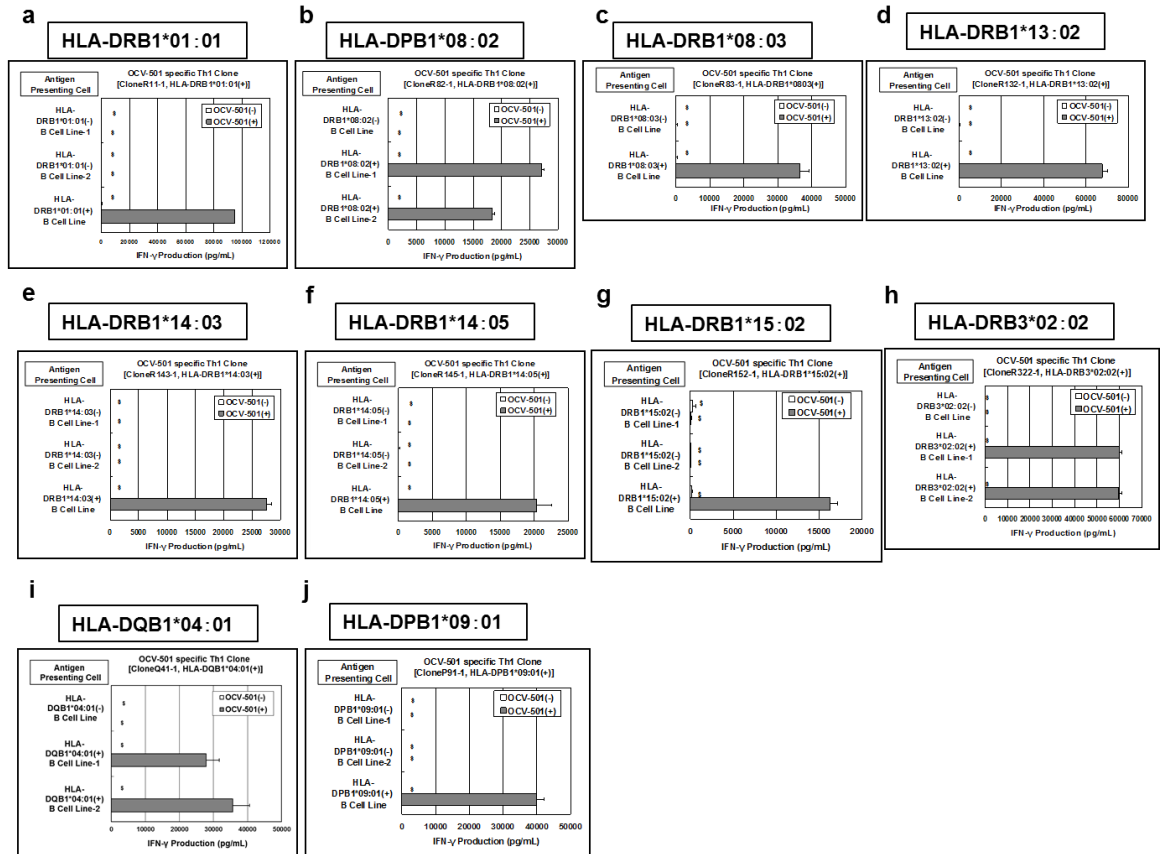 a
HLA-DRB1*01:01
OCV-501 specific Th1 Clone
[CloneR11-1, HLA-DRB1*01:01(+)]
Antigen
Presenting Cell
OCV-501(-)
OCV-501(+)
HLA-
DRB1*01:01(-)
B Cell Line-1
$
$
HLA-
DRB1*01:01(-)
B Cell Line-2
$
$
HLA-
DRB1*01:01(+)
B Cell Line
0 20000 40000 60000 80000 100000 120000
IFN-γ Production (pg/mL)
b
HLA-DPB1*08:02
OCV-501 specific Th1 Clone
[CloneR82-1, HLA-DRB1*08:02(+)]
Antigen
Presenting Cell
OCV-501(-)
OCV-501(+)
HLA-
DRB1*08:02(-)
B Cell Line
$
$
HLA-
DRB1*08:02(+)
B Cell Line-1
$
HLA-
DRB1*08:02(+)
B Cell Line-2
$
0 5000 10000 15000 20000 25000 30000
IFN-γ Production (pg/mL)
c
HLA-DRB1*08:03
OCV-501 specific Th1 Clone
[CloneR83-1, HLA-DRB1*0803(+)]
Antigen
Presenting Cell
OCV-501(-)
OCV-501(+)
HLA-
DRB1*08:03(-)
B Cell Line
$
$
HLA-
DRB1*08:03(+)
B Cell Line
$
0 10000 20000 30000 40000 50000
IFN-γ Production (pg/mL)
d
HLA-DRB1*13:02
OCV-501 specific Th1 Clone
[CloneR132-1, HLA-DRB1*13:02(+)]
Antigen
Presenting Cell
OCV-501(-)
OCV-501(+)
HLA-
DRB1*13:02(-)
B Cell Line
$
$
HLA-
DRB1*13:02(+)
B Cell Line
$
0 20000 40000 60000 80000
IFN-γ Production (pg/mL)
e
HLA-DRB1*14:03
OCV-501 specific Th1 Clone
[CloneR143-1, HLA-DRB1*14:03(+)]
Antigen
Presenting Cell
OCV-501(-)
OCV-501(+)
HLA-
DRB1*14:03(-)
B Cell Line-1
$
$
HLA-
DRB1*14:03(-)
B Cell Line-2
$
$
HLA-
DRB1*14:03(+)
B Cell Line
$
0 5000 10000 15000 20000 25000 30000
IFN-γ Production (pg/mL)
f
HLA-DRB1*14:05
OCV-501 specific Th1 Clone
[CloneR145-1, HLA-DRB1*14:05(+)]
Antigen
Presenting Cell
OCV-501(-)
OCV-501(+)
HLA-
DRB1*14:05(-)
B Cell Line-1
$
$
HLA-
DRB1*14:05(-)
B Cell Line-2
$
$
HLA-
DRB1*14:05(+)
B Cell Line
$
0 5000 10000 15000 20000 25000
IFN-γ Production (pg/mL)
g
HLA-DRB1*15:02
OCV-501 specific Th1 Clone
[CloneR152-1, HLA-DRB1*15:02(+)]
Antigen
Presenting Cell
OCV-501(-)
OCV-501(+)
HLA-
DRB1*15:02(-)
B Cell Line-1
$
$
HLA-
DRB1*15:02(-)
B Cell Line-2
$
$
HLA-
DRB1*15:02(+)
B Cell Line
$
0 5000 10000 15000 20000
IFN-γ Production (pg/mL)
h
HLA-DRB3*02:02
OCV-501 specific Th1 Clone
[CloneR322-1, HLA-DRB3*02:02(+)]
Antigen
Presenting Cell
OCV-501(-)
OCV-501(+)
HLA-
DRB3*02:02(-)
B Cell Line
$
$
HLA-
DRB3*02:02(+)
B Cell Line-1
$
HLA-
DRB3*02:02(+)
B Cell Line-2
$
0 10000 20000 30000 40000 50000 60000 70000
IFN-γ Production (pg/mL)
i
HLA-DQB1*04:01
OCV-501 specific Th1 Clone
[CloneQ41-1, HLA-DQB1*04:01(+)]
Antigen
Presenting Cell
OCV-501(-)
OCV-501(+)
HLA-
DQB1*04:01(-)
B Cell Line
$
$
HLA-
DQB1*04:01(+)
B Cell Line-1
$
HLA-
DQB1*04:01(+)
B Cell Line-2
$
0 10000 20000 30000 40000 50000
IFN-γ Production (pg/mL)
j
HLA-DPB1*09:01
OCV-501 specific Th1 Clone
[CloneP91-1, HLA-DPB1*09:01(+)]
Antigen
Presenting Cell
OCV-501(-)
OCV-501(+)
HLA-
DPB1*09:01(-)
B Cell Line-1
$
$
HLA-
DPB1*09:01(-)
B Cell Line-2
$
$
HLA-
DPB1*09:01(+)
B Cell Line
$
0 10000 20000 30000 40000 50000
IFN-γ Production (pg/mL)